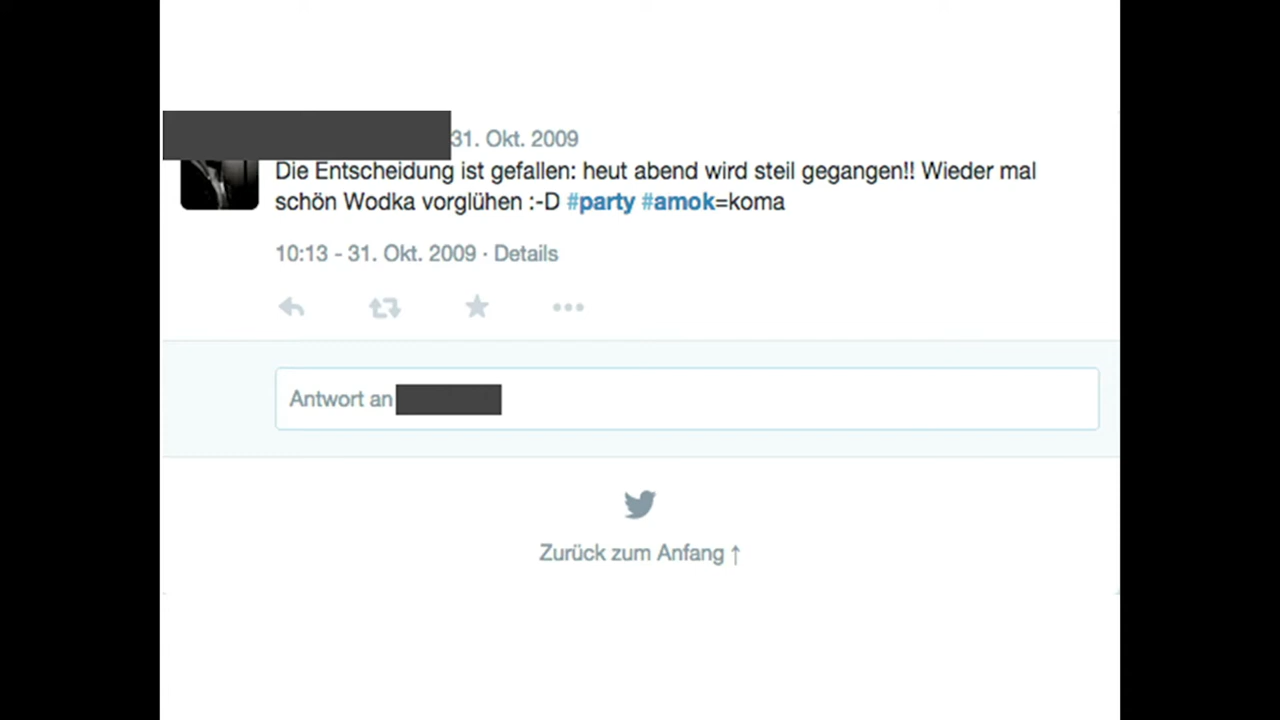 31. Okt. 2009
Die Entscheidung ist gefallen: heut abend wird steil gegangen!! Wieder mal
schön Wodka vorglühen :-D #party #amok=koma
10:13 - 31. Okt. 2009 · Details
Antwort an
Zurück zum Anfang ↑